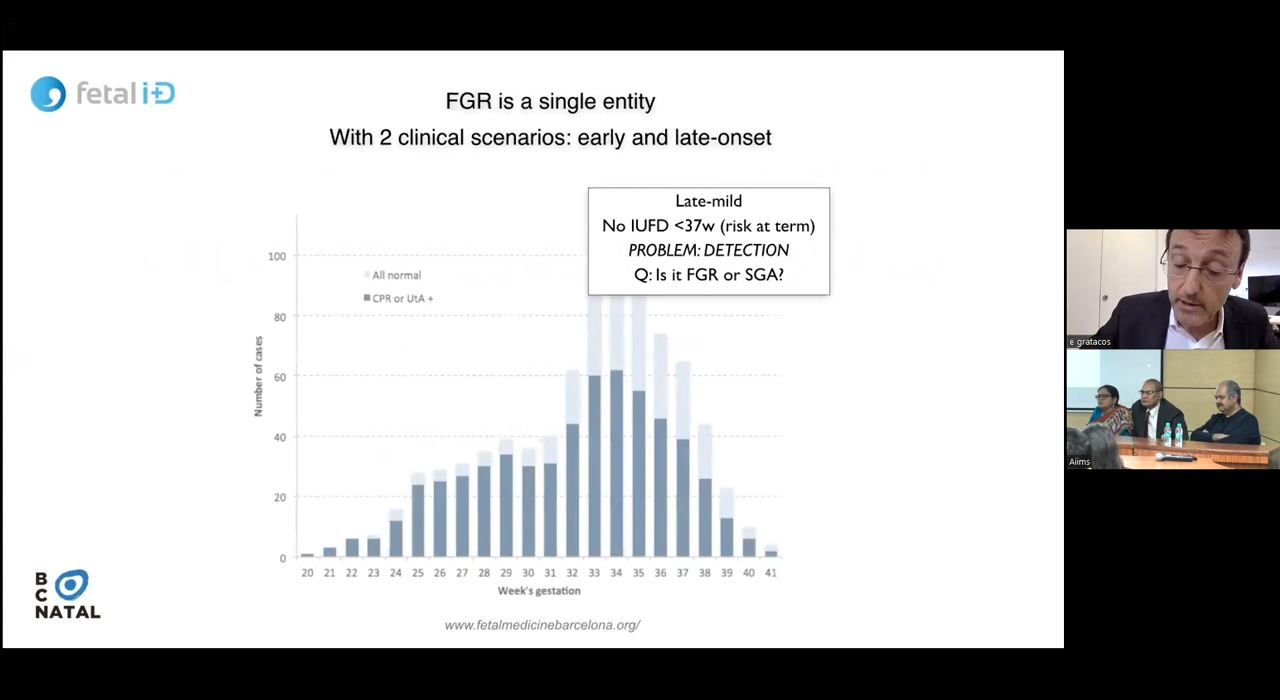 fetal i+D
FGR is a single entity
With 2 clinical scenarios: early and late-onset
Late-mild
No IUFD <37w (risk at term)
PROBLEM: DETECTION
Q: Is it FGR or SGA?
All normal
CPR or UtA +
Number of cases
100
80
60
40
20
0
20 21 22 23 24 25 26 27 28 29 30 31 32 33 34 35 36 37 38 39 40 41
Week's gestation
B
C
NATAL
www.fetalmedicinebarcelona.org/
e gratacos
Aiims